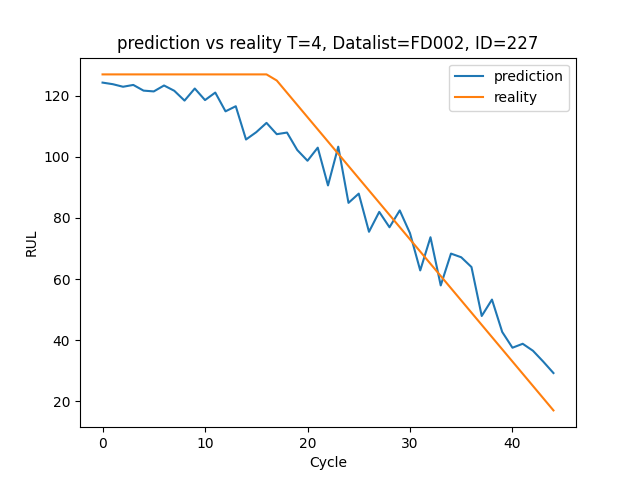 prediction vs reality T=4, Datalist=FD002, ID=227
prediction
reality
RUL
120
100
80
60
40
20
0
10
20
30
40
Cycle